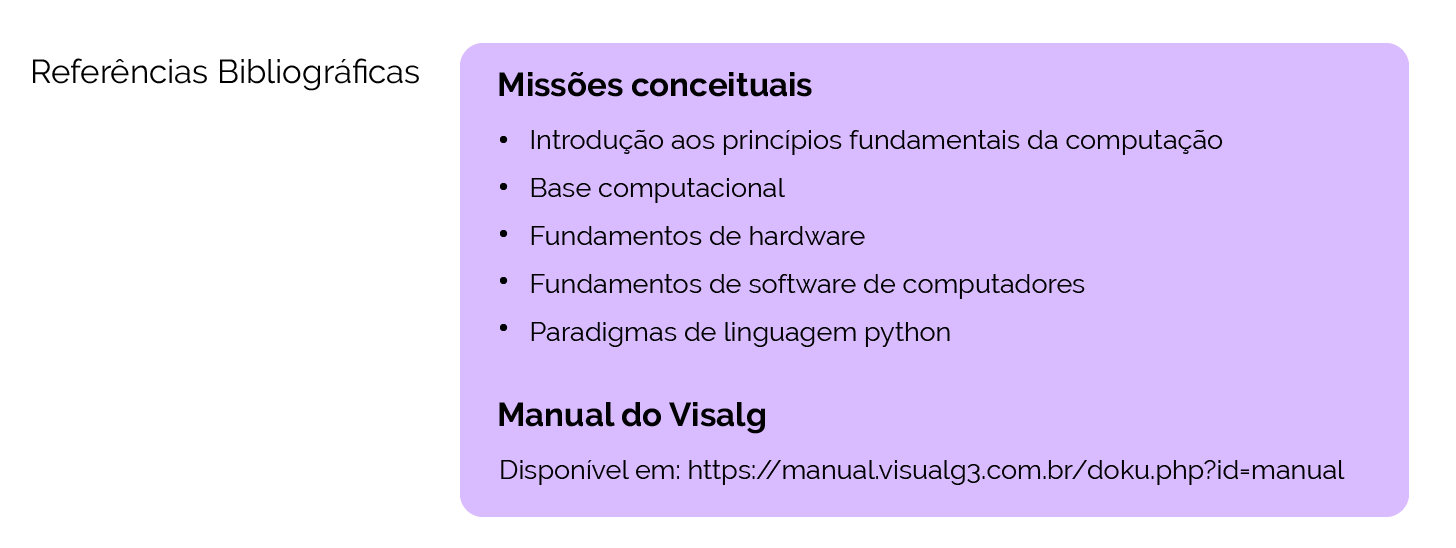 Referências Bibliográficas
Missões conceituais
• Introdução aos princípios fundamentais da computação
• Base computacional
• Fundamentos de hardware
• Fundamentos de software de computadores
• Paradigmas de linguagem python
Manual do Visalg
Disponível em: https://manual.visualg3.com.br/doku.php?id=manual